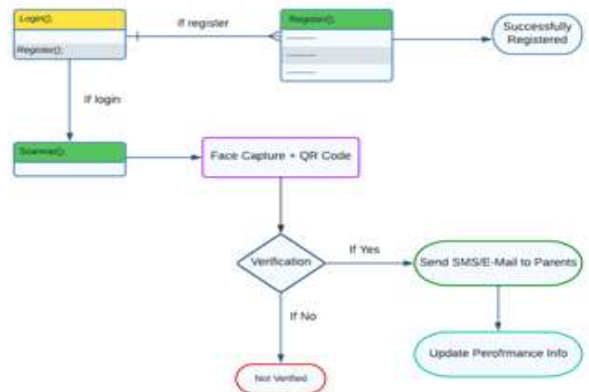 Login();
If register
Register();
Successfully
Registered
Register();
If login
Scanner();
Face Capture + QR Code
Verification
If Yes
Send SMS/E-Mail to Parents
If No
Update Perofrmance Info
Not Verified